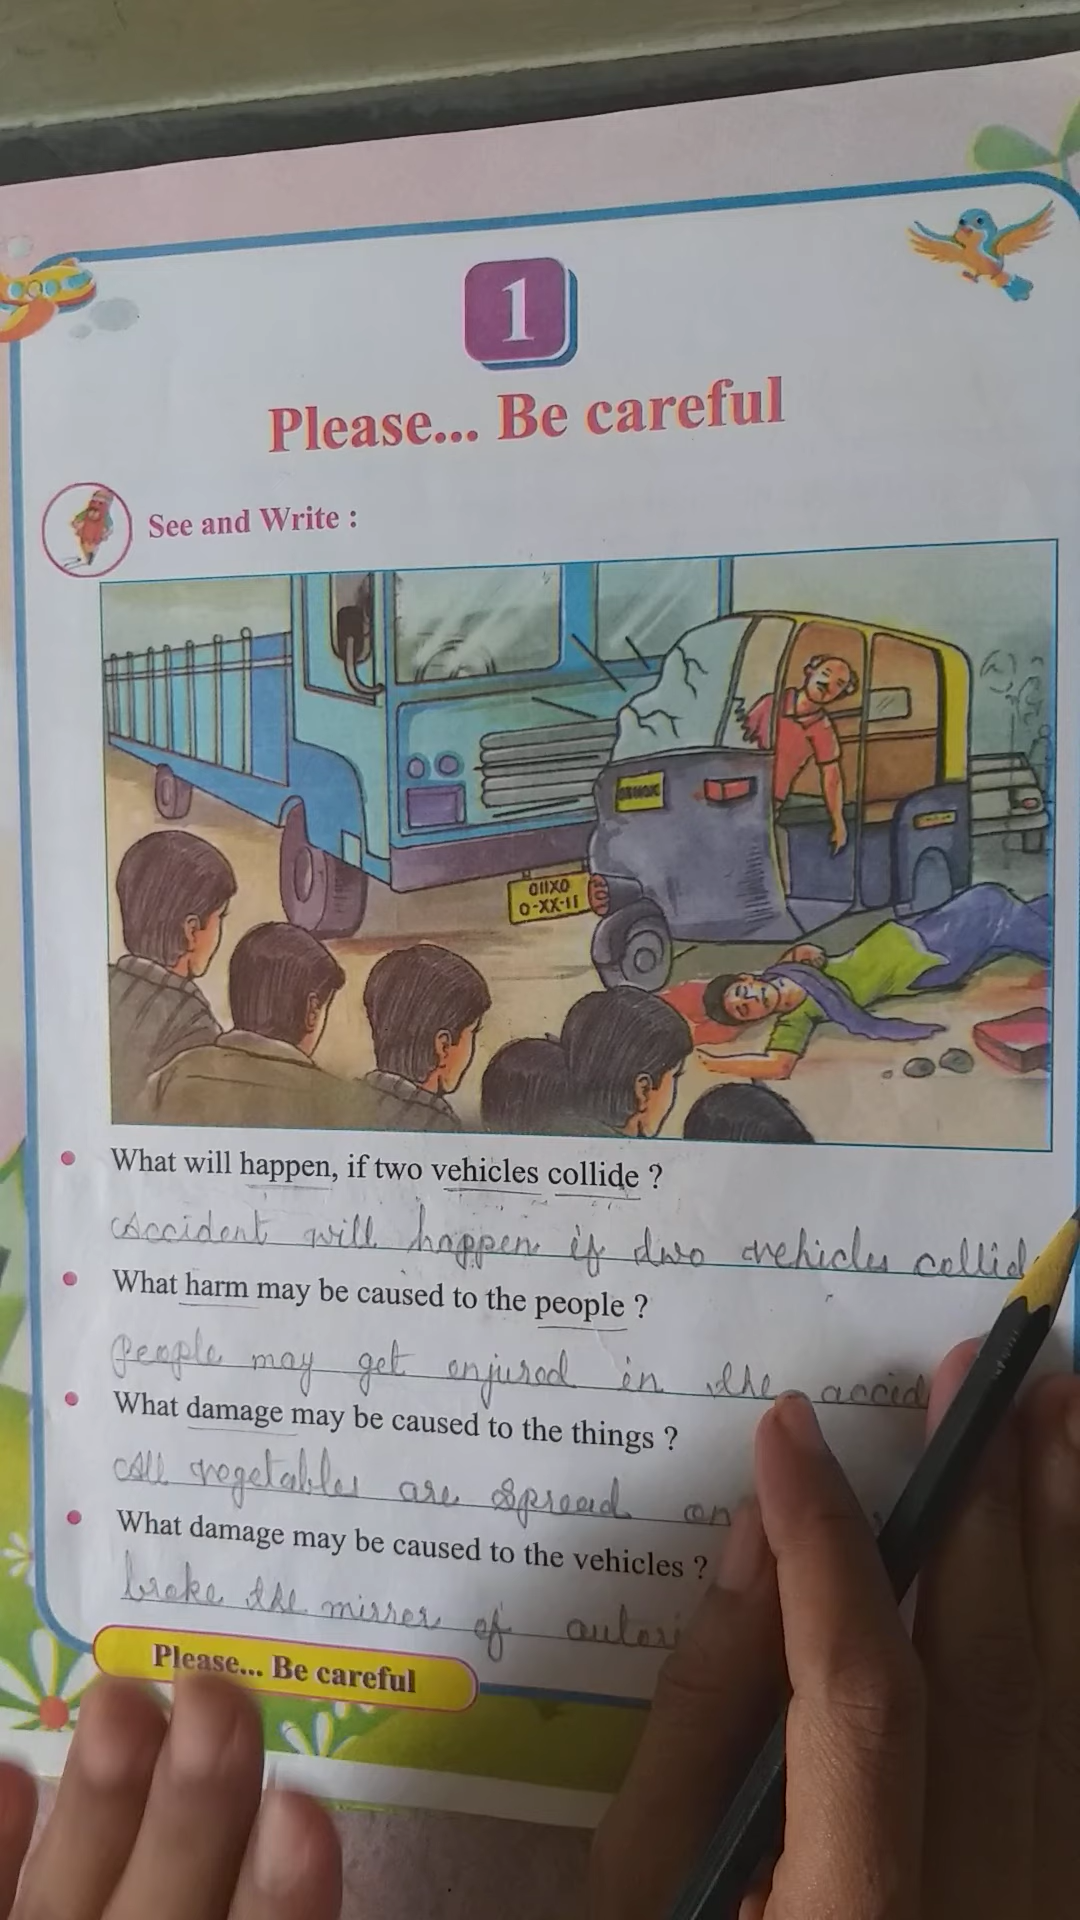 1
Please... Be careful
See and Write :
011X0
0-XX-11
What will happen, if two vehicles collide ?
Accident will happen if two vehicles collid
What harm may be caused to the people ?
People may get enjured in the accid
What damage may be caused to the things ?
All vegetables are spread on
What damage may be caused to the vehicles ?
broke the mirror of autori
Please... Be careful